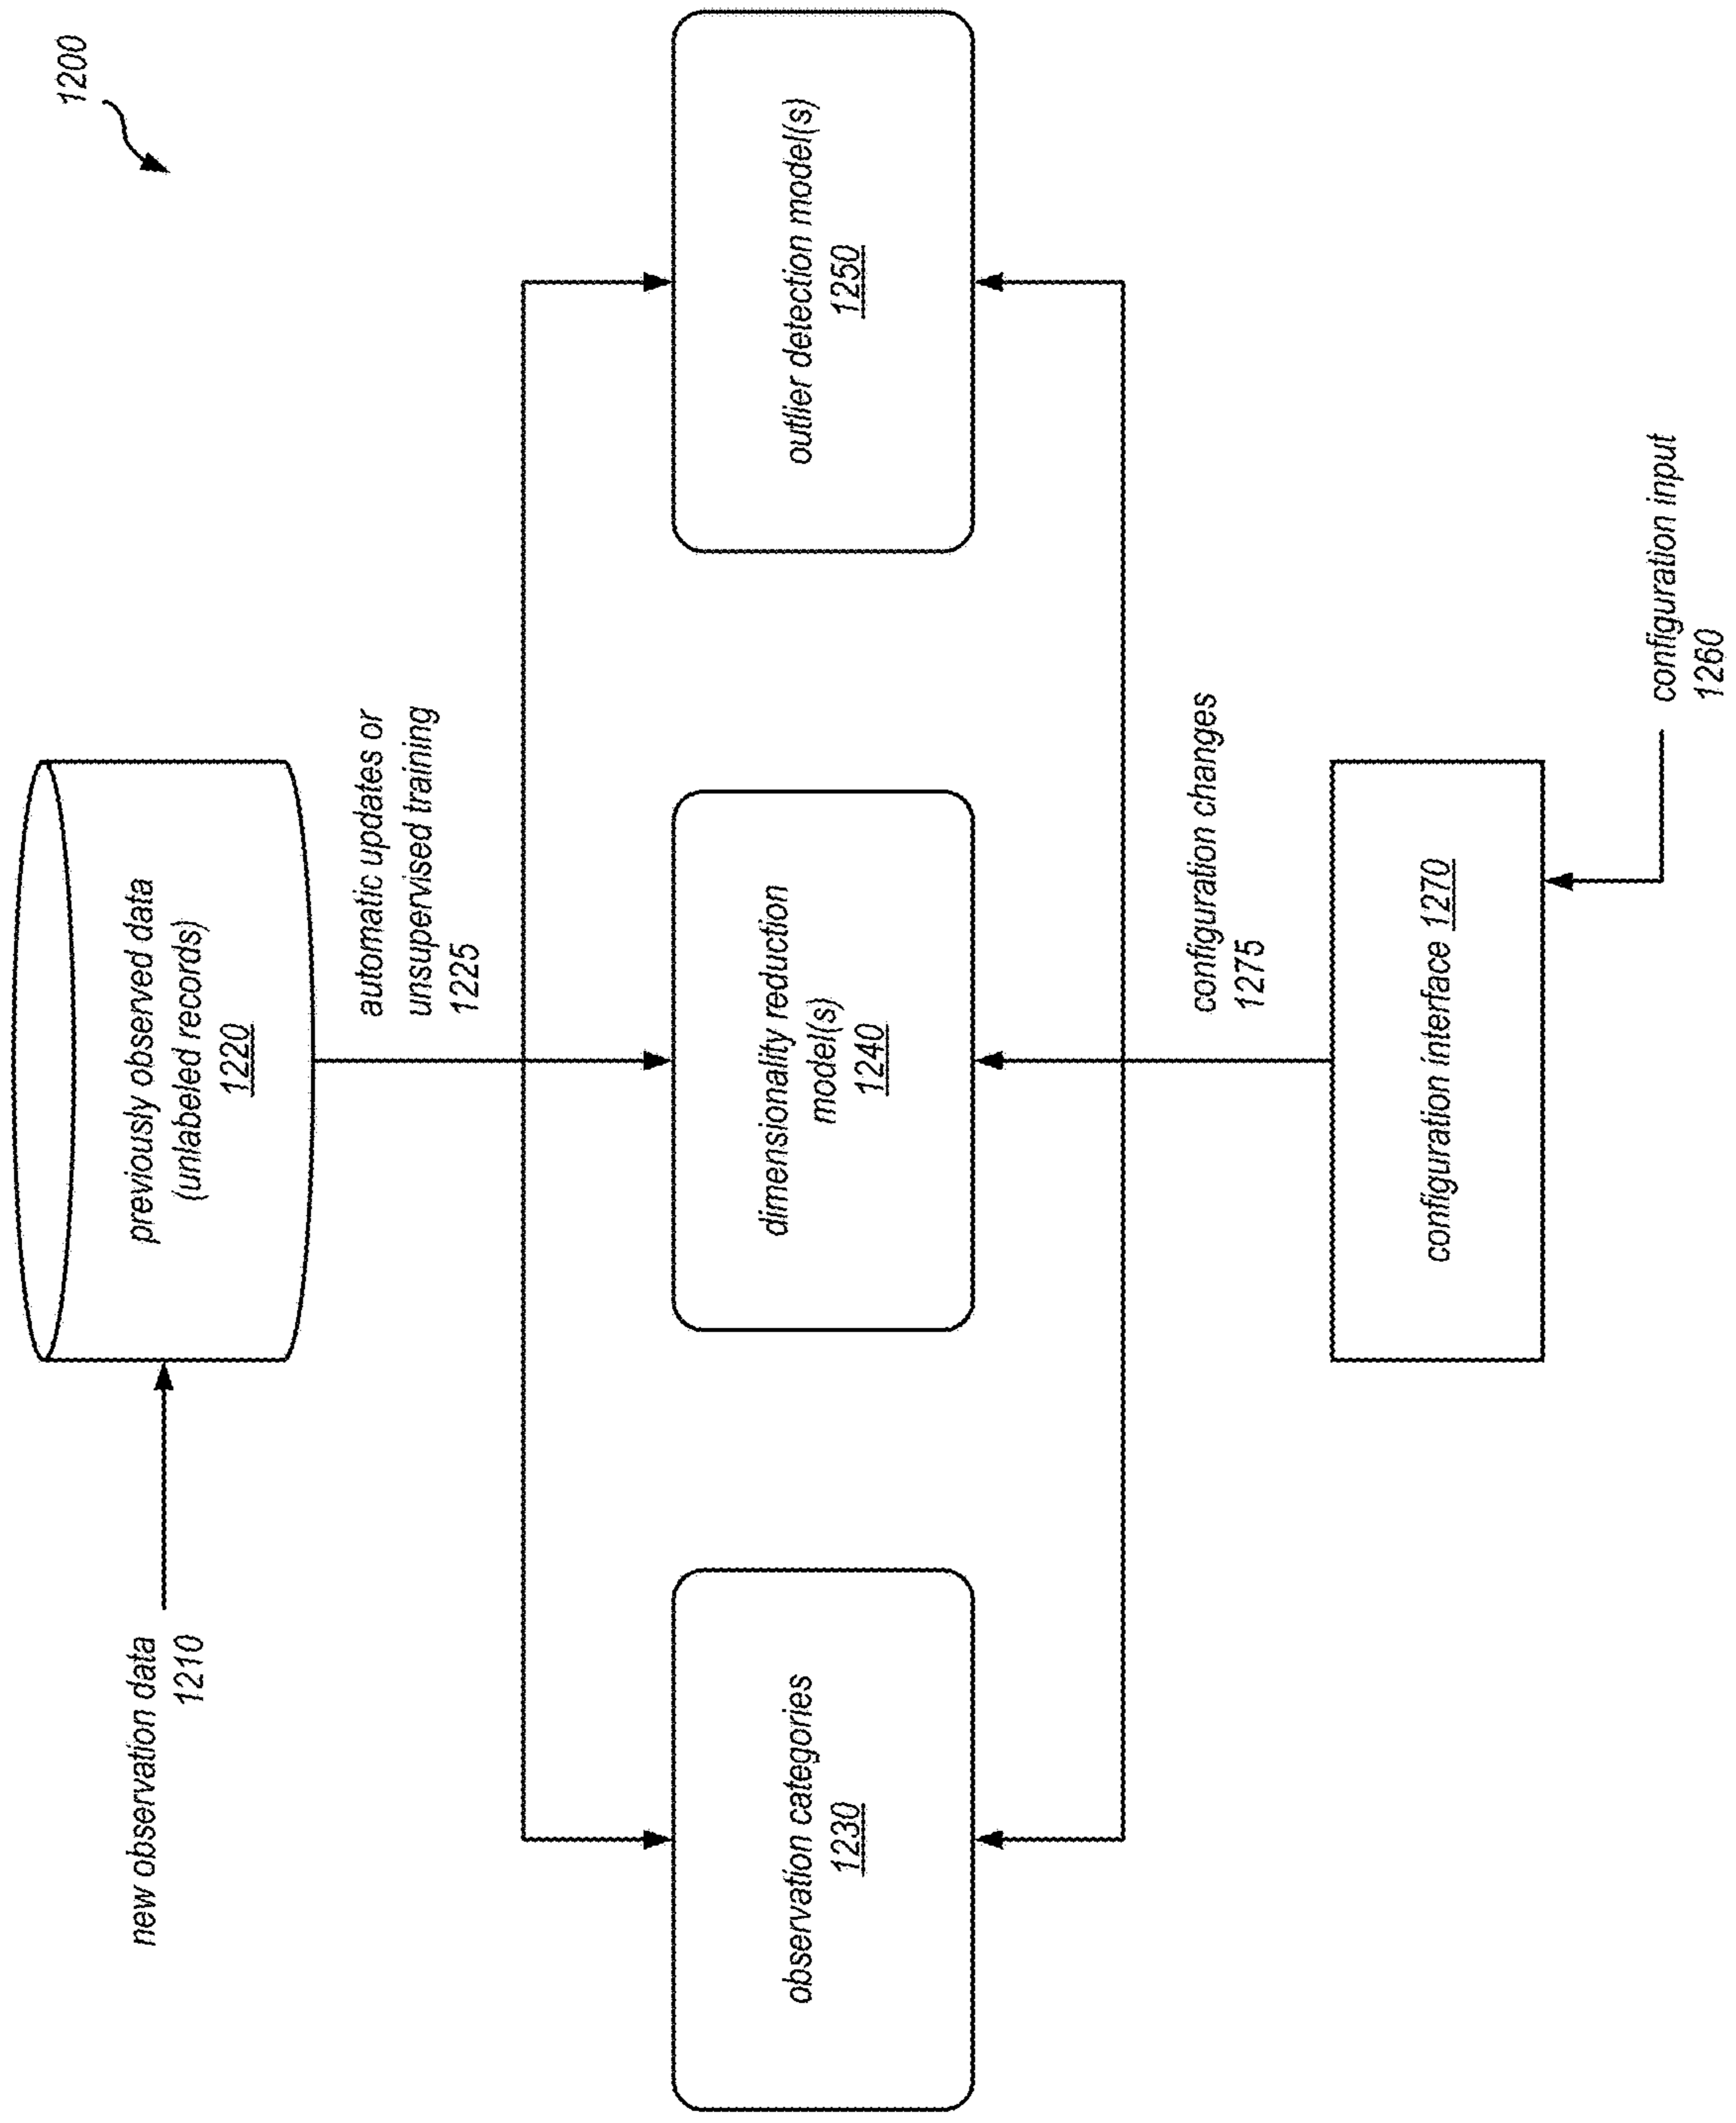 1200
new observation data
1210
previously observed data
(unlabeled records)
1220
automatic updates or
unsupervised training
1225
observation categories
1230
dimensionality reduction
model(s)
1240
outlier detection model(s)
1250
configuration changes
1275
configuration interface 1270
configuration input
1260